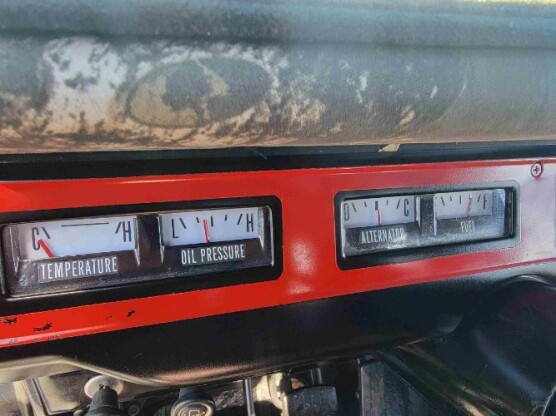 C H
TEMPERATURE
L H
OIL PRESSURE
D C
ALTERNATOR
F
FUEL